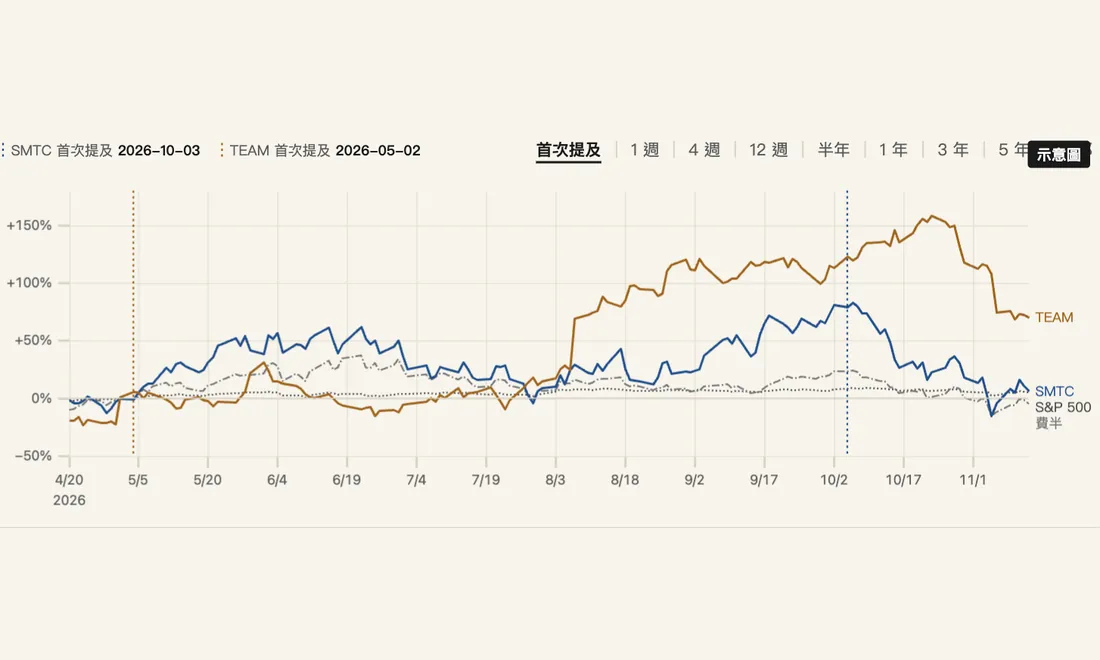 SMTC 首次提及 2026-10-03 TEAM 首次提及 2026-05-02 首次提及 1 週 4 週 12 週 半年 1 年 3 年 5 年 示意圖
+150%
+100%
+50%
0%
-50%
TEAM
SMTC
S&P 500
費半
4/20 5/5 5/20 6/4 6/19 7/4 7/19 8/3 8/18 9/2 9/17 10/2 10/17 11/1
2026